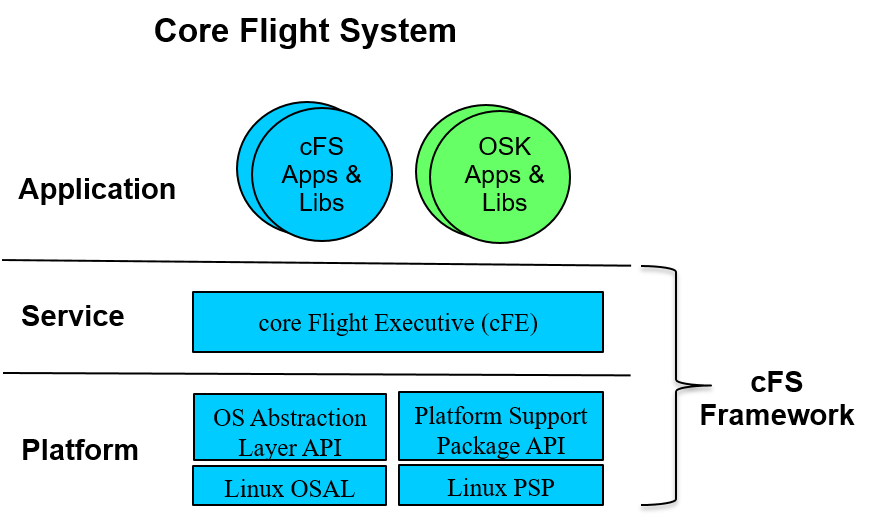 Core Flight System
Application
cFS
Apps &
Libs
OSK
Apps &
Libs
Service
core Flight Executive (cFE)
Platform
OS Abstraction
Layer API
Platform Support
Package API
Linux OSAL
Linux PSP
cFS
Framework